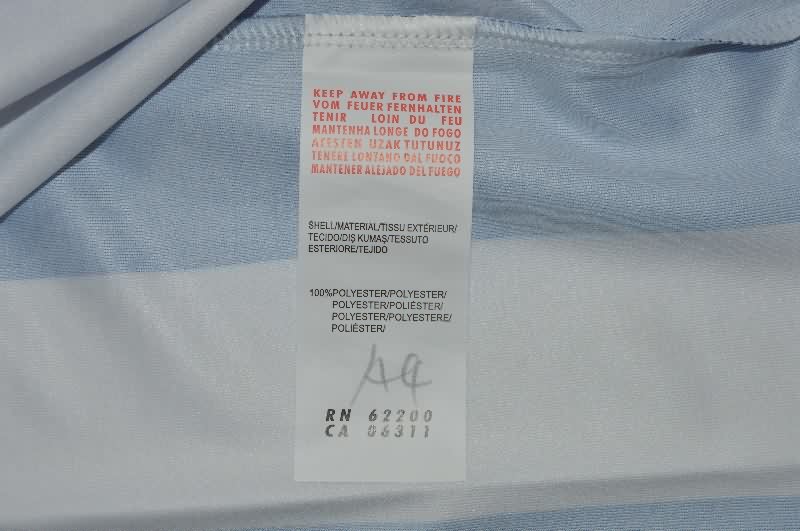 KEEP AWAY FROM FIRE
VOM FEUER FERNHALTEN
TENIR LOIN DU FEU
MANTENHA LONGE DO FOGO
ATESTEN UZAK TUTUNUZ
TENERE LONTANO DAL FUOCO
MANTENER ALEJADO DEL FUEGO
SHELL/MATERIAL/TISSU EXTÉRIEUR/
TECIDO/DIŞ KUMAŞ/TESSUTO
ESTERIORE/TEJIDO
100%POLYESTER/POLYESTER/
POLYESTER/POLIÉSTER/
POLYESTER/POLYESTERE/
POLIÉSTER/
RN 62200
CA 06311